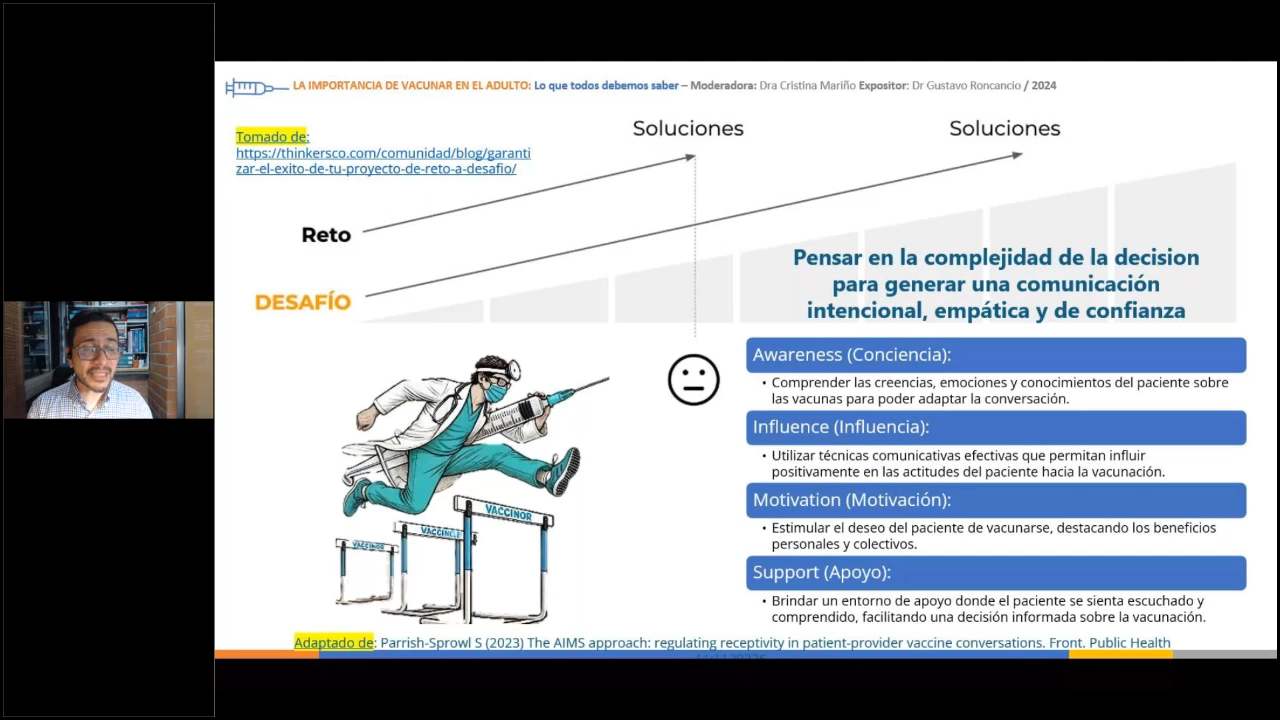 LA IMPORTANCIA DE VACUNAR EN EL ADULTO: Lo que todos debemos saber – Moderadora: Dra Cristina Mariño Expositor: Dr Gustavo Roncancio / 2024
Tomado de:
https://thinkersco.com/comunidad/blog/garanti
zar-el-exito-de-tu-proyecto-de-reto-a-desafio/
Soluciones
Soluciones
Reto
DESAFÍO
Pensar en la complejidad de la decision
para generar una comunicación
intencional, empática y de confianza
Awareness (Conciencia):
• Comprender las creencias, emociones y conocimientos del paciente sobre
las vacunas para poder adaptar la conversación.
Influence (Influencia):
• Utilizar técnicas comunicativas efectivas que permitan influir
positivamente en las actitudes del paciente hacia la vacunación.
Motivation (Motivación):
• Estimular el deseo del paciente de vacunarse, destacando los beneficios
personales y colectivos.
Support (Apoyo):
• Brindar un entorno de apoyo donde el paciente se sienta escuchado y
comprendido, facilitando una decisión informada sobre la vacunación.
VACCINOR
Adaptado de: Parrish-Sprowl S (2023) The AIMS approach: regulating receptivity in patient-provider vaccine conversations. Front. Public Health